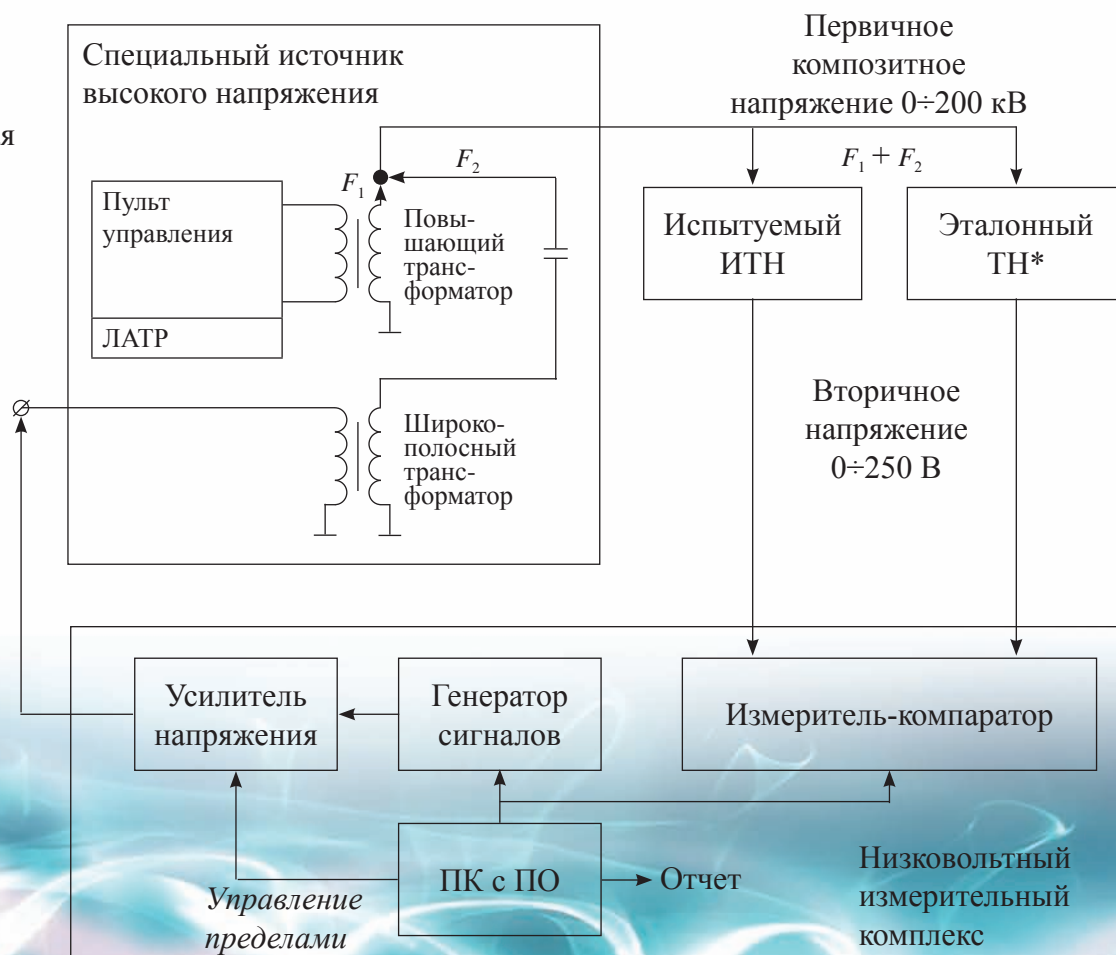 Специальный источник
высокого напряжения
Первичное
композитное
напряжение 0÷200 кВ
я
F₁
F₂
F₁ + F₂
Пульт
управления
ЛАТР
Повы-
шающий
транс-
форматор
Испытуемый
ИТН
Эталонный
ТН*
Широко-
полосный
транс-
форматор
Вторичное
напряжение
0÷250 В
Усилитель
напряжения
Генератор
сигналов
Измеритель-компаратор
ПК с ПО
Отчет
Управление
пределами
Низковольтный
измерительный
комплекс